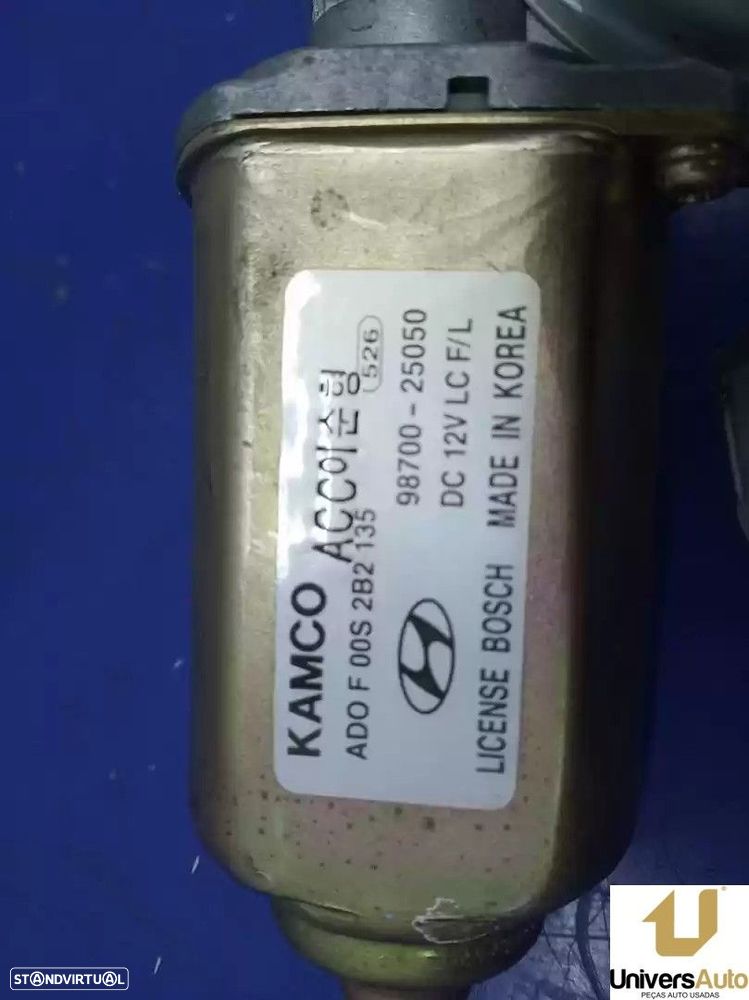 KAMCO
ACC이순형
526
ADO F 00S 2B2 135
98700-25050
DC 12V LC F/L
LICENSE BOSCH MADE IN KOREA
UniversAuto
PEÇAS AUTO USADAS
STANDVIRTUAL